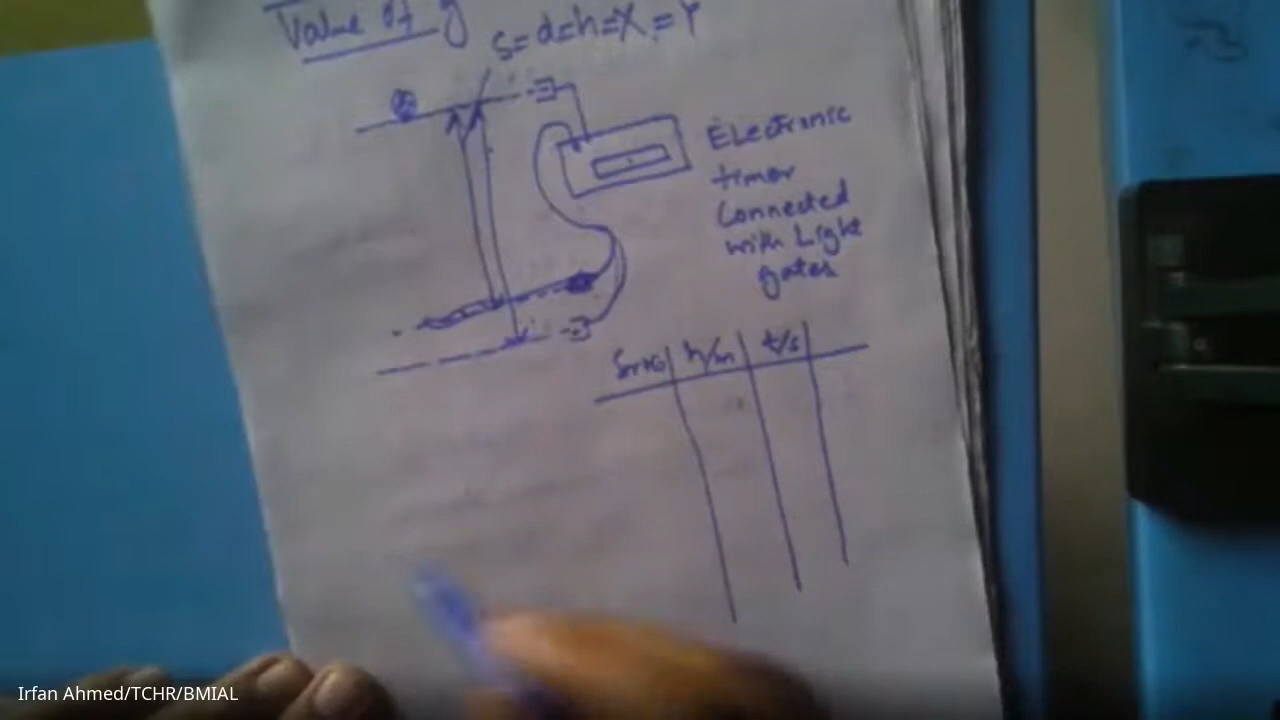 Value of g
S=d=h=X=Y
Electronic
timer
Connected
with Light
gates
Sr.No h/m t/s
Irfan Ahmed/TCHR/BMIAL